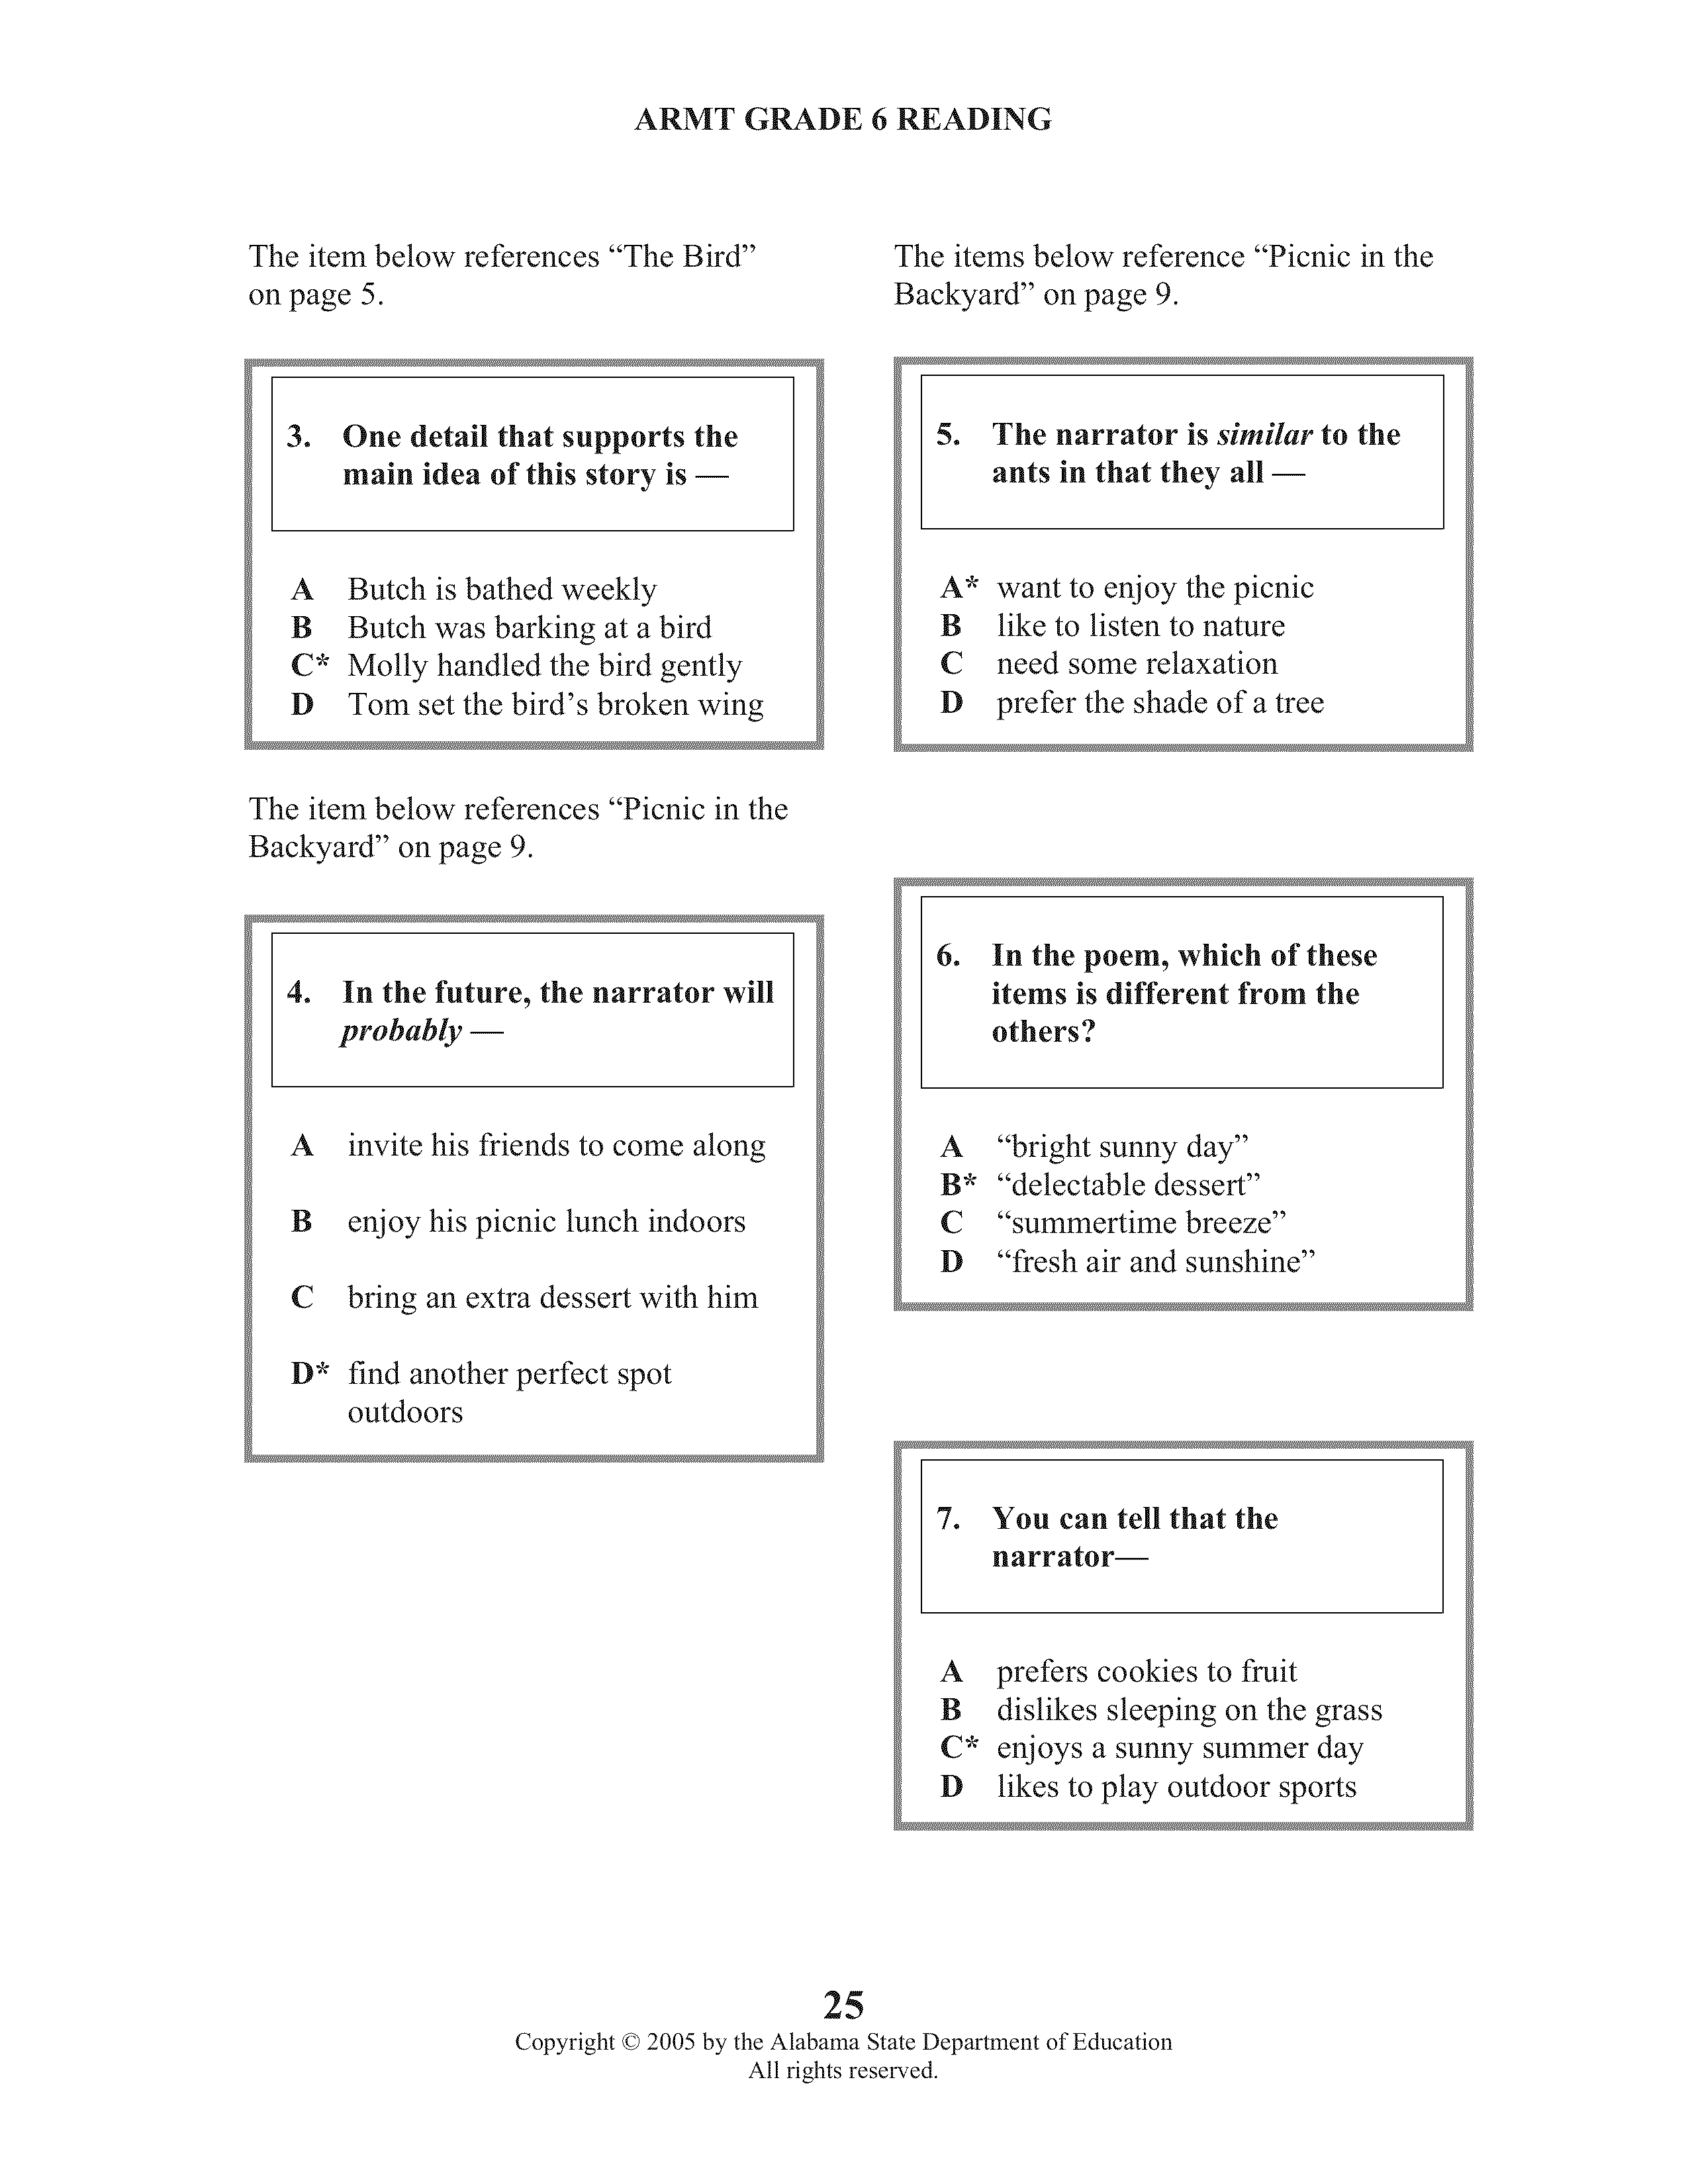 ARMT GRADE 6 READING
The item below references “The Bird”
on page 5.
3. One detail that supports the
main idea of this story is —
A Butch is bathed weekly
B Butch was barking at a bird
C* Molly handled the bird gently
D Tom set the bird’s broken wing
The item below references “Picnic in the
Backyard” on page 9.
4. In the future, the narrator will
probably —
A invite his friends to come along
B enjoy his picnic lunch indoors
C bring an extra dessert with him
D* find another perfect spot
outdoors
The items below reference “Picnic in the
Backyard” on page 9.
5. The narrator is similar to the
ants in that they all —
A* want to enjoy the picnic
B like to listen to nature
C need some relaxation
D prefer the shade of a tree
6. In the poem, which of these
items is different from the
others?
A “bright sunny day”
B* “delectable dessert”
C “summertime breeze”
D “fresh air and sunshine”
7. You can tell that the
narrator—
A prefers cookies to fruit
B dislikes sleeping on the grass
C* enjoys a sunny summer day
D likes to play outdoor sports
25
Copyright © 2005 by the Alabama State Department of Education
All rights reserved.